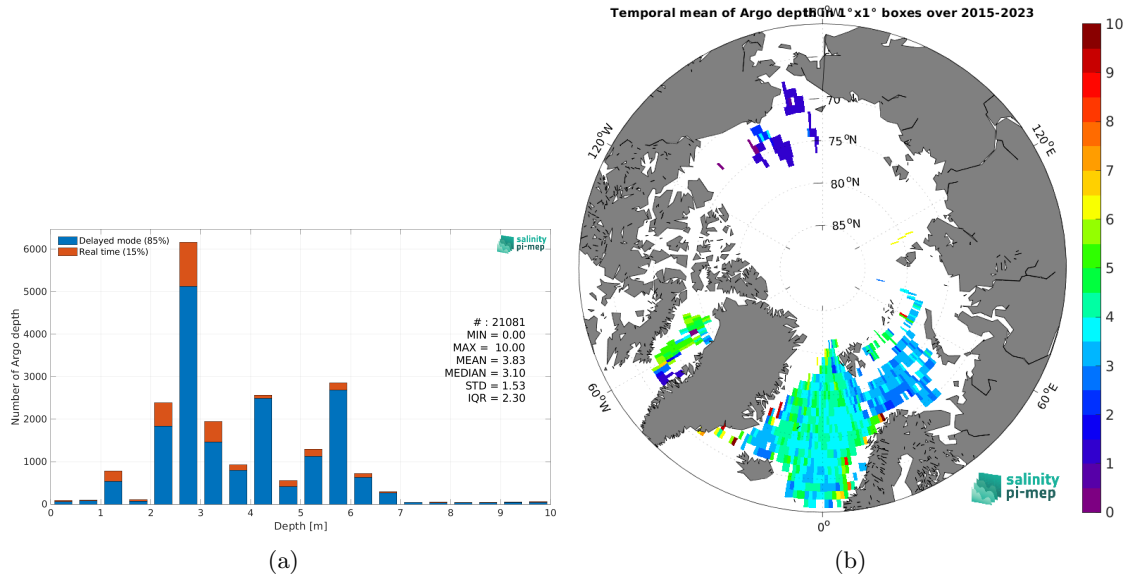 Delayed mode (85%)
Real time (15%)
salinity
pi-mep
Number of Argo depth
6000
5000
4000
3000
2000
1000
0
# : 21081
MIN = 0.00
MAX = 10.00
MEAN = 3.83
MEDIAN = 3.10
STD = 1.53
IQR = 2.30
0 1 2 3 4 5 6 7 8 9 10
Depth [m]
(a)
Temporal mean of Argo depth in 1°x1° boxes over 2015-2023
180°W
120°W
120°E
60°W
60°E
0°
70°N
75°N
80°N
85°N
salinity
pi-mep
10
9
8
7
6
5
4
3
2
1
0
(b)